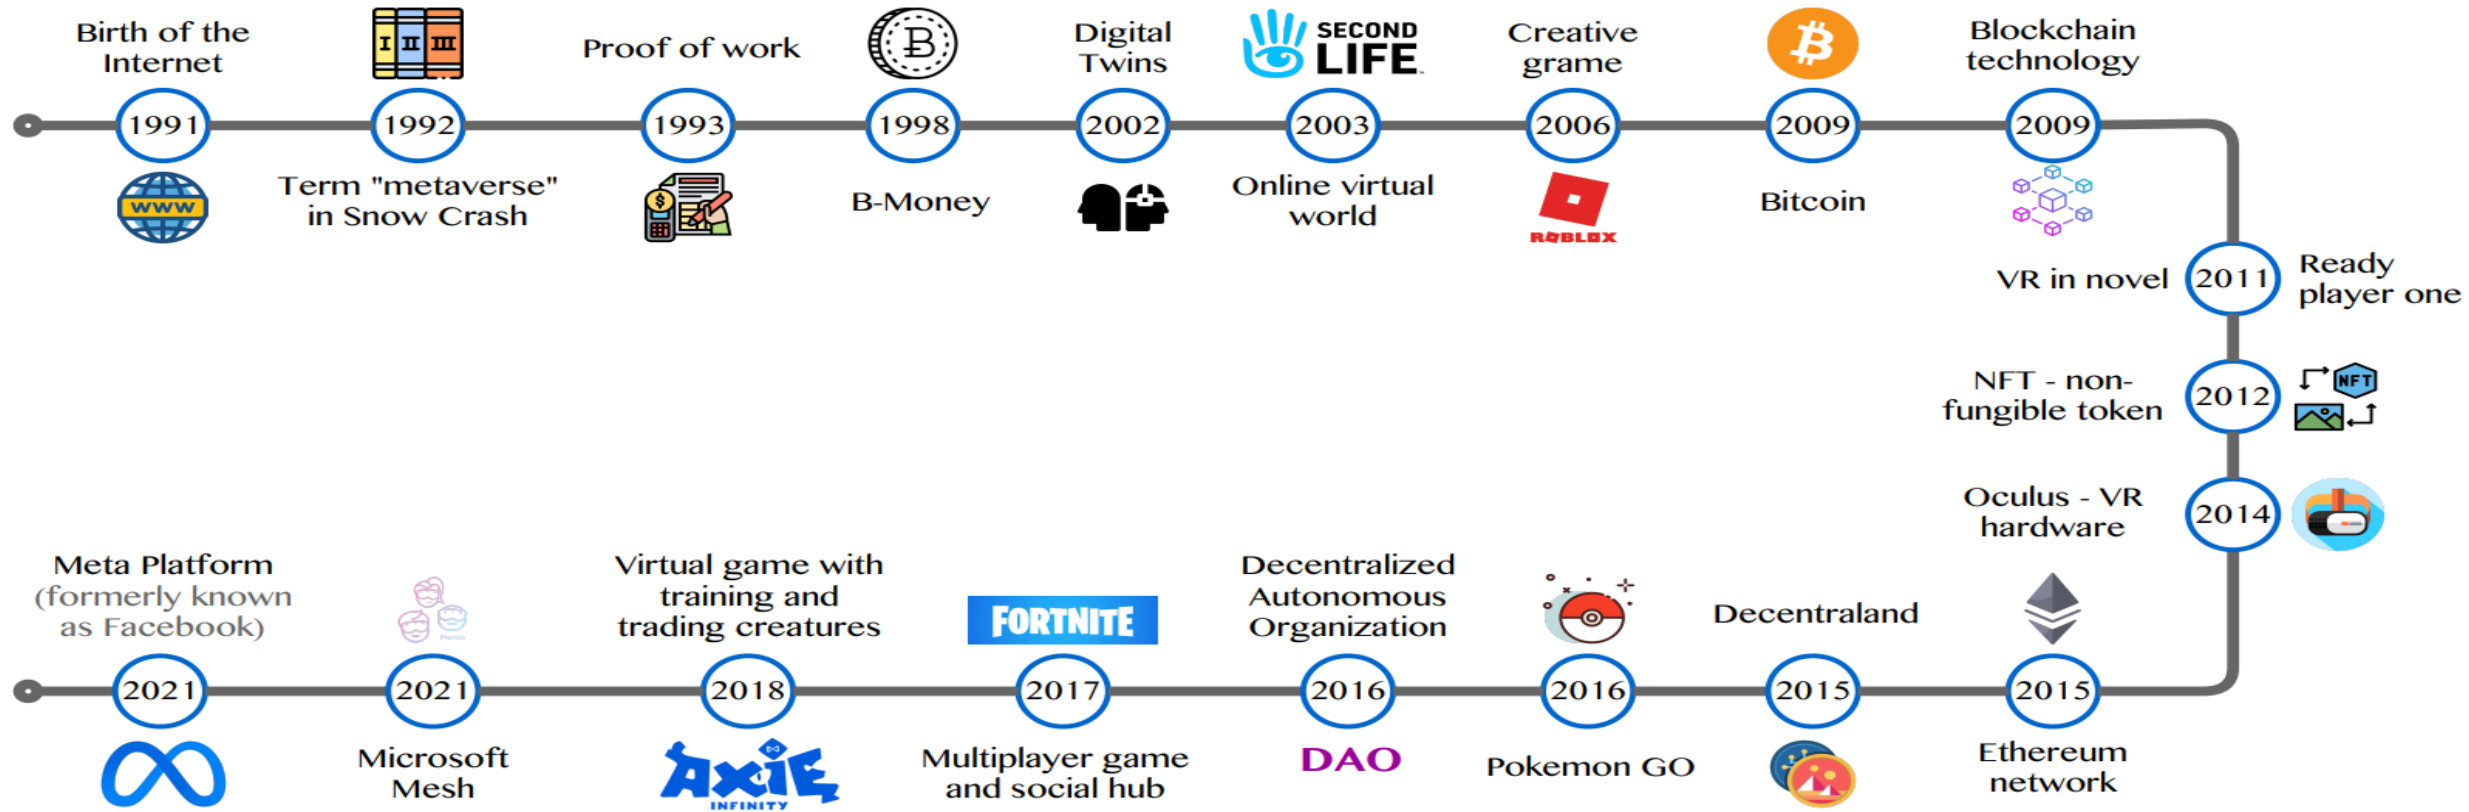 Birth of the
Internet
1991
WWW
I II III
1992
Term "metaverse"
in Snow Crash
Proof of work
1993
$
B
1998
B-Money
Digital
Twins
2002
SECOND
LIFE
2003
Online virtual
world
Creative
grame
2006
ROBLOX
₿
2009
Bitcoin
Blockchain
technology
2009
VR in novel
2011
Ready
player one
NFT - non-
fungible token
2012
NFT
Oculus - VR
hardware
2014
2015
Ethereum
network
Decentraland
2015
2016
Pokemon GO
Decentralized
Autonomous
Organization
2016
DAO
FORTNITE
2017
Multiplayer game
and social hub
Virtual game with
training and
trading creatures
2018
AXIE
INFINITY
2021
Microsoft
Mesh
Meta Platform
(formerly known
as Facebook)
2021